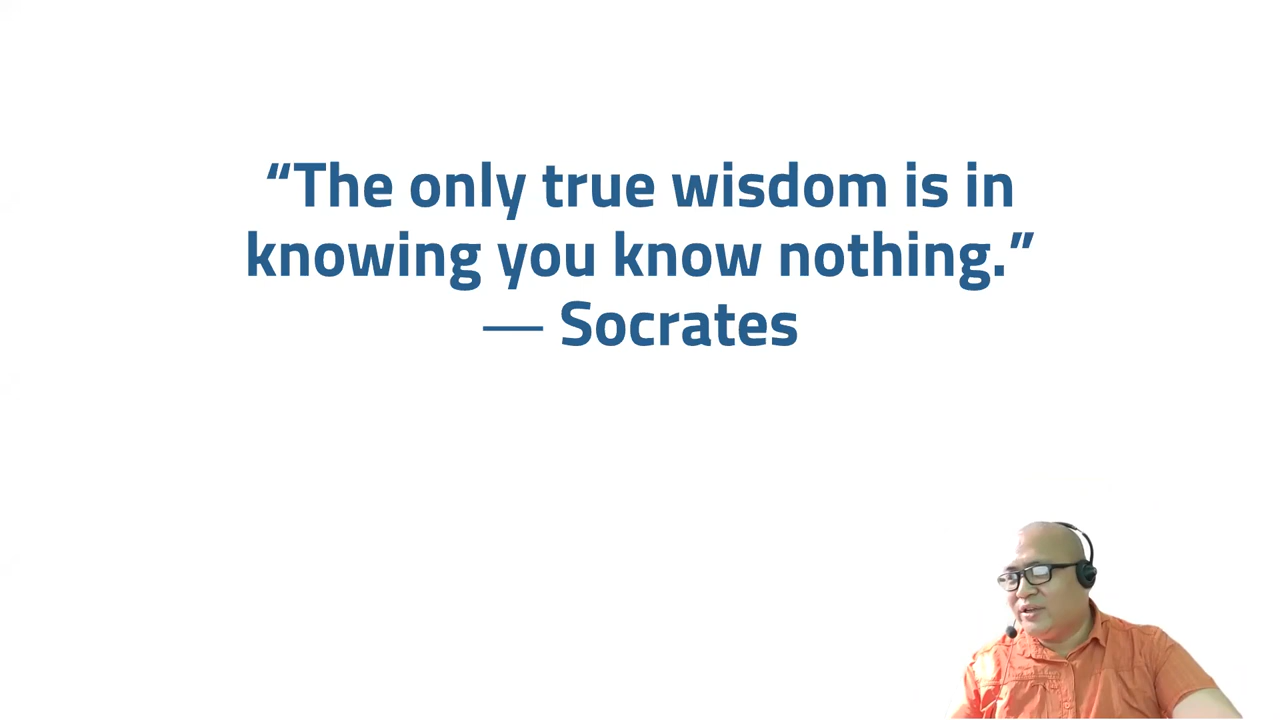 “The only true wisdom is in
knowing you know nothing.”
— Socrates